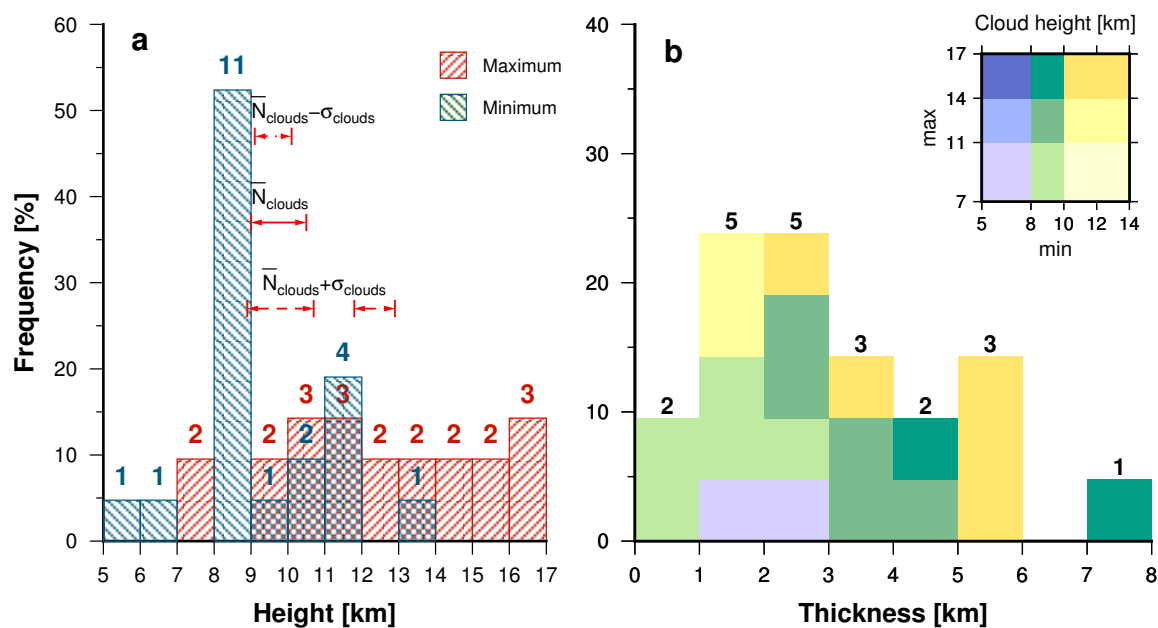 a
Maximum
Minimum
11
N̅clouds−σclouds
N̅clouds
N̅clouds+σclouds
1 1 2 2 1 3 2 4 3 2 2 1 2 2 3
60
50
40
30
20
10
0
5 6 7 8 9 10 11 12 13 14 15 16 17
Frequency [%]
Height [km]
b
Cloud height [km]
17
14
11
7
max
5 8 10 12 14
min
2 5 5 3 2 3 1
40
30
20
10
0
0 1 2 3 4 5 6 7 8
Thickness [km]